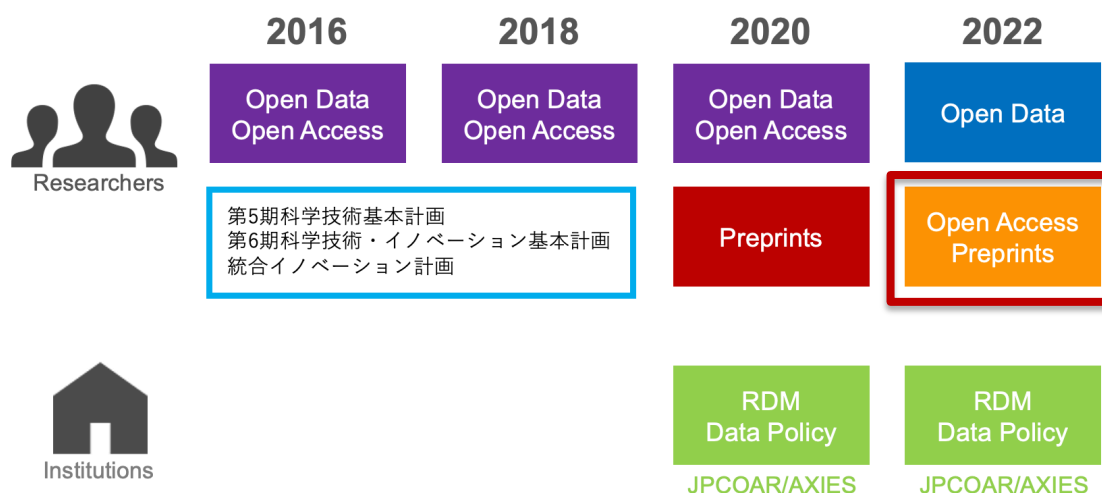 2016
2018
2020
2022
Researchers
Open Data
Open Access
Open Data
Open Access
Open Data
Open Access
Open Data
第5期科学技術基本計画
第6期科学技術・イノベーション基本計画
統合イノベーション計画
Preprints
Open Access
Preprints
Institutions
RDM
Data Policy
JPCOAR/AXIES
RDM
Data Policy
JPCOAR/AXIES